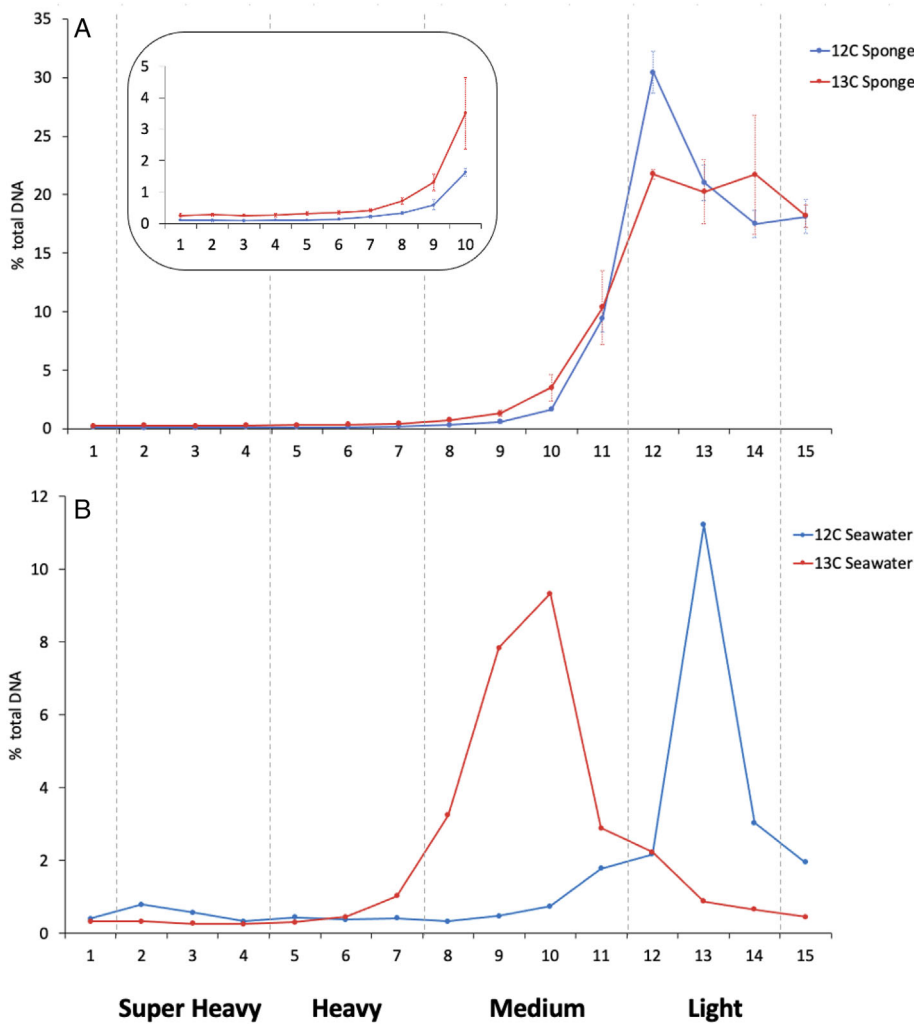 A
35
30
25
20
15
10
5
0
% total DNA
1 2 3 4 5 6 7 8 9 10 11 12 13 14 15
5
4
3
2
1
0
1 2 3 4 5 6 7 8 9 10
12C Sponge
13C Sponge
B
12
10
8
6
4
2
0
% total DNA
1 2 3 4 5 6 7 8 9 10 11 12 13 14 15
12C Seawater
13C Seawater
Super Heavy Heavy Medium Light